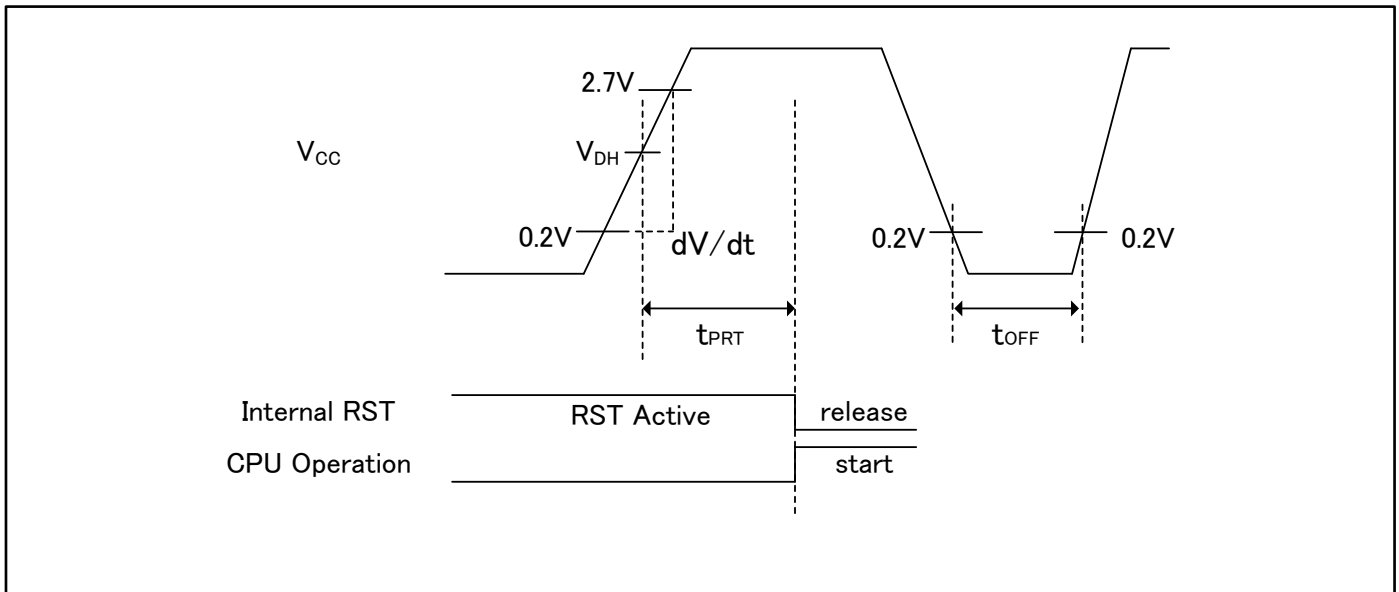 2.7V
VCC
VDH
0.2V
dV/dt
0.2V
0.2V
tPRT
tOFF
Internal RST
RST Active
release
CPU Operation
start